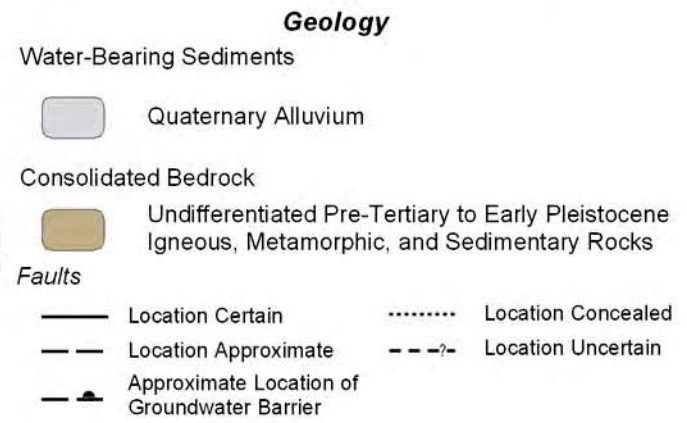 Geology
Water-Bearing Sediments
Quaternary Alluvium
Consolidated Bedrock
Undifferentiated Pre-Tertiary to Early Pleistocene
Igneous, Metamorphic, and Sedimentary Rocks
Faults
Location Certain
Location Concealed
Location Approximate
?
Location Uncertain
Approximate Location of
Groundwater Barrier